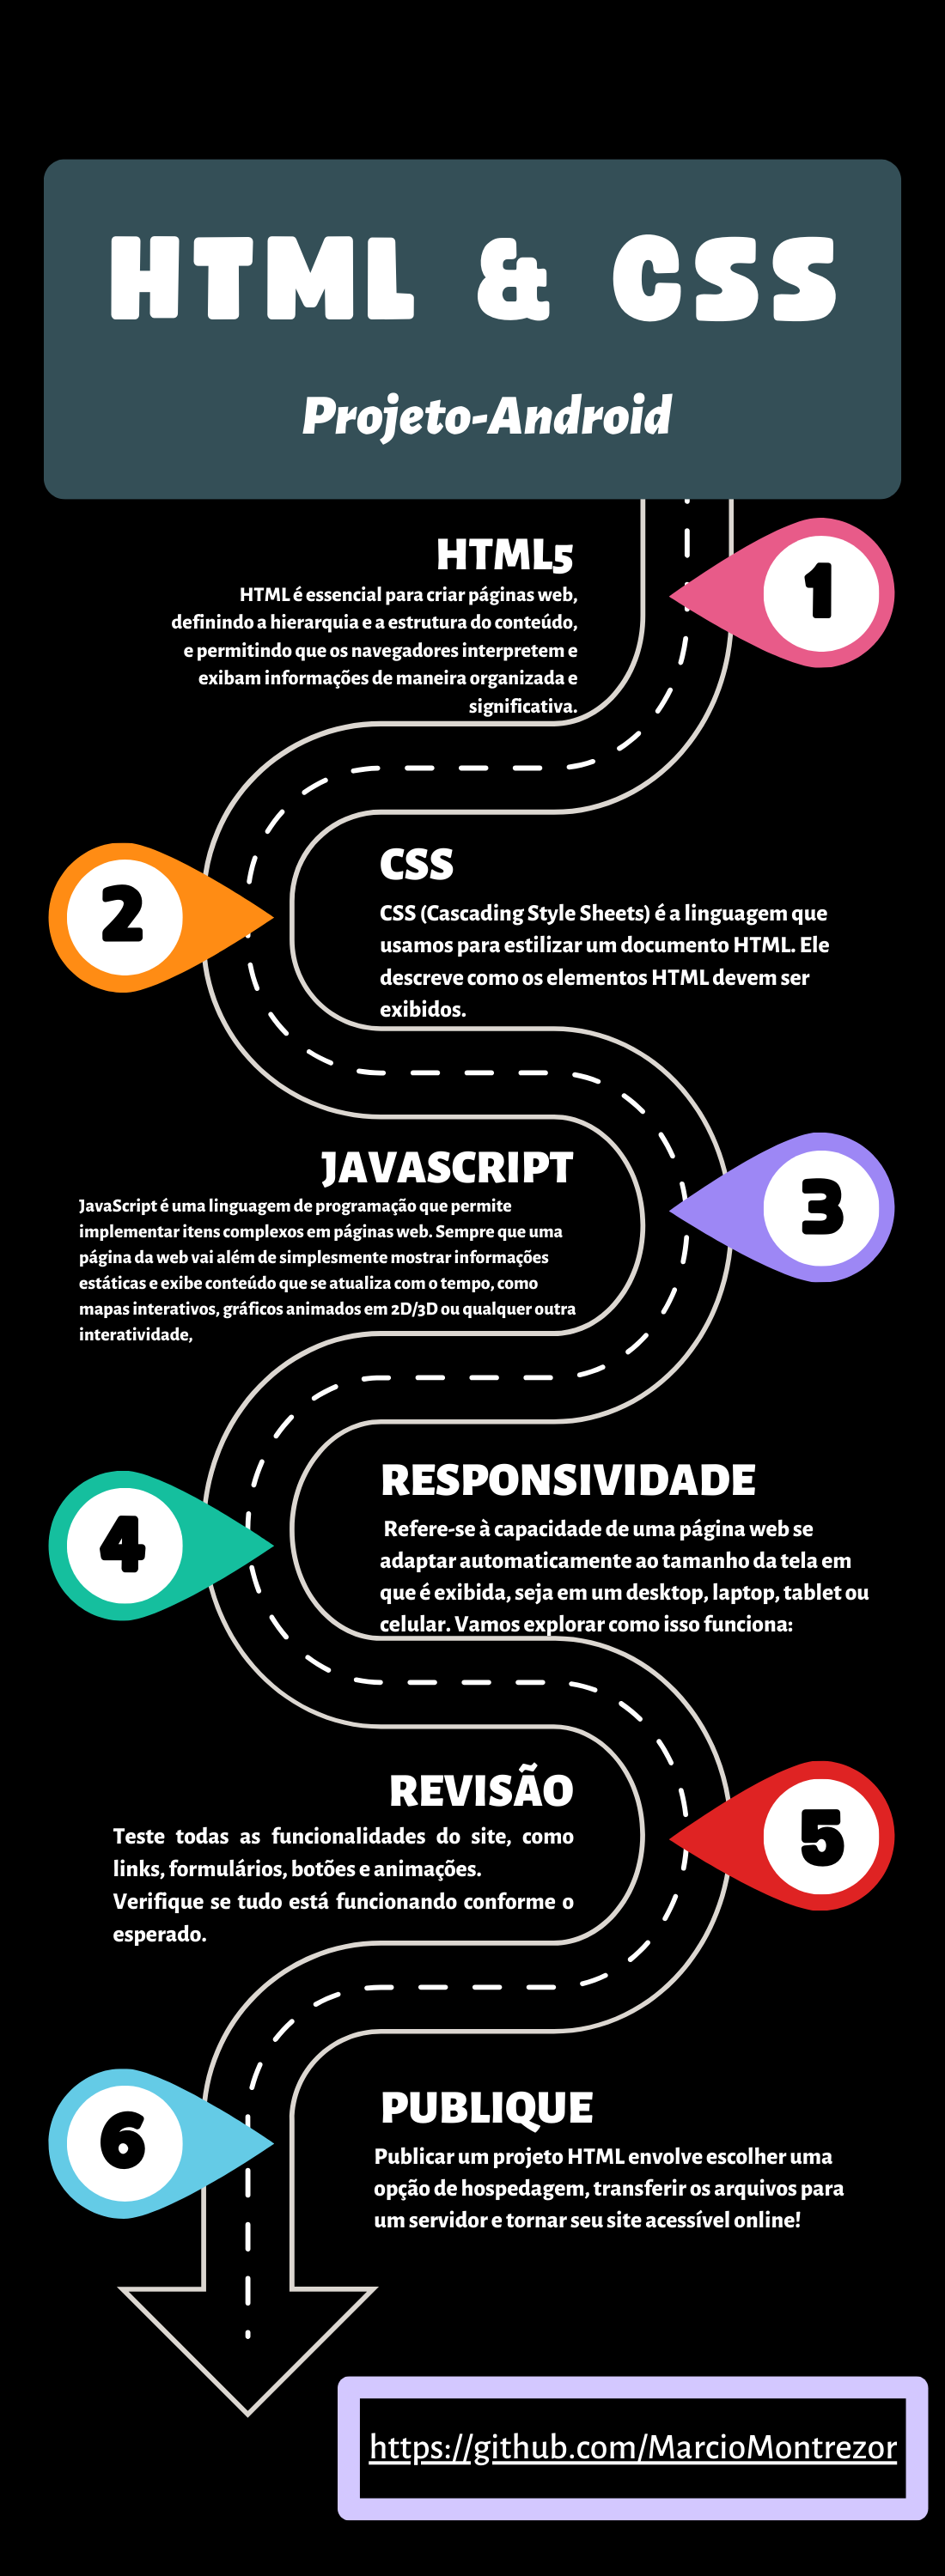 HTML & CSS
Projeto-Android
HTML5
1
HTML é essencial para criar páginas web,
definindo a hierarquia e a estrutura do conteúdo,
e permitindo que os navegadores interpretem e
exibam informações de maneira organizada e
significativa.
2
CSS
CSS (Cascading Style Sheets) é a linguagem que
usamos para estilizar um documento HTML. Ele
descreve como os elementos HTML devem ser
exibidos.
JAVASCRIPT
3
JavaScript é uma linguagem de programação que permite
implementar itens complexos em páginas web. Sempre que uma
página da web vai além de simplesmente mostrar informações
estáticas e exibe conteúdo que se atualiza com o tempo, como
mapas interativos, gráficos animados em 2D/3D ou qualquer outra
interatividade,
4
RESPONSIVIDADE
Refere-se à capacidade de uma página web se
adaptar automaticamente ao tamanho da tela em
que é exibida, seja em um desktop, laptop, tablet ou
celular. Vamos explorar como isso funciona:
REVISÃO
5
Teste todas as funcionalidades do site, como
links, formulários, botões e animações.
Verifique se tudo está funcionando conforme o
esperado.
6
PUBLIQUE
Publicar um projeto HTML envolve escolher uma
opção de hospedagem, transferir os arquivos para
um servidor e tornar seu site acessível online!
https://github.com/MarcioMontrezor